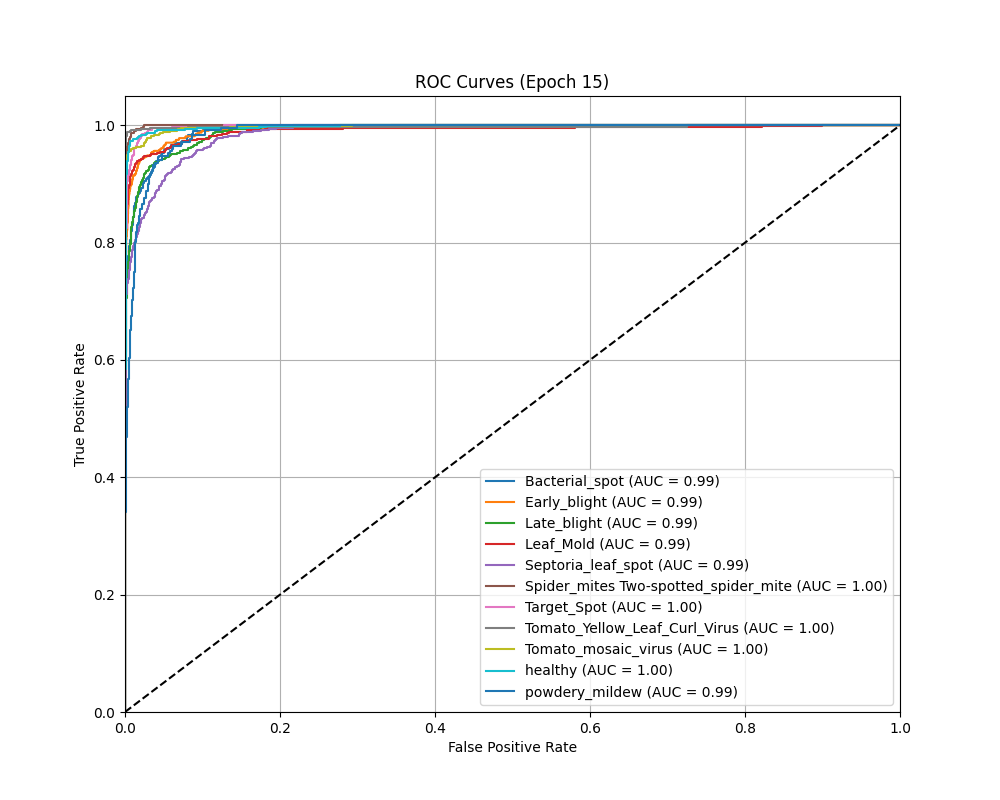 ROC Curves (Epoch 15)
True Positive Rate
1.0
0.8
0.6
0.4
0.2
0.0
Bacterial_spot (AUC = 0.99)
Early_blight (AUC = 0.99)
Late_blight (AUC = 0.99)
Leaf_Mold (AUC = 0.99)
Septoria_leaf_spot (AUC = 0.99)
Spider_mites Two-spotted_spider_mite (AUC = 1.00)
Target_Spot (AUC = 1.00)
Tomato_Yellow_Leaf_Curl_Virus (AUC = 1.00)
Tomato_mosaic_virus (AUC = 1.00)
healthy (AUC = 1.00)
powdery_mildew (AUC = 0.99)
0.0 0.2 0.4 0.6 0.8 1.0
False Positive Rate